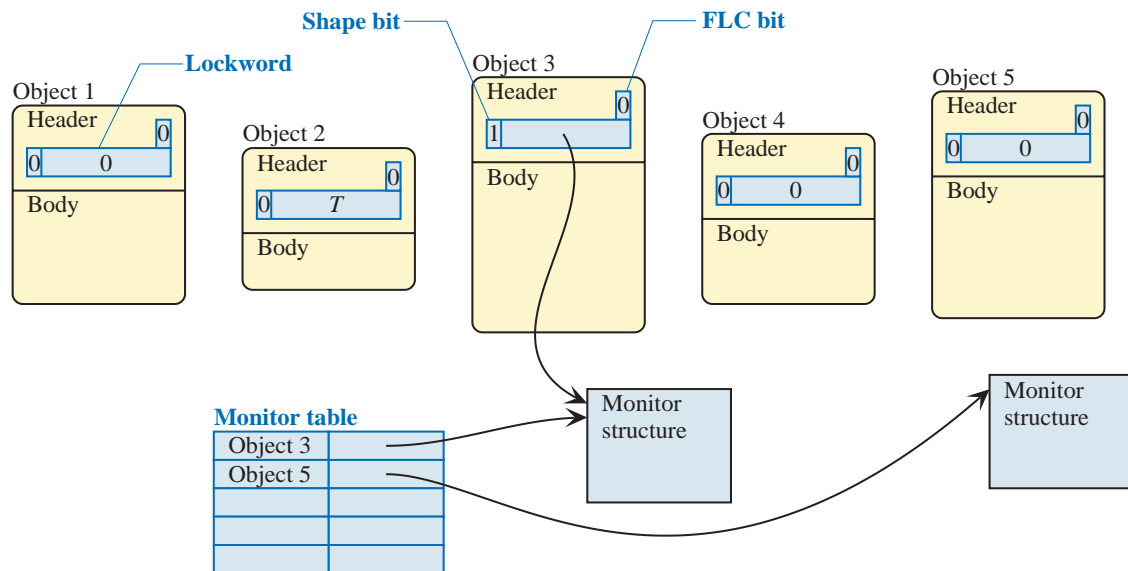 Shape bit
FLC bit
Lockword
Object 1
Header
0
0 0
Body
Object 2
Header
0
0 T
Body
Object 3
Header
0
1
Body
Object 4
Header
0
0 0
Body
Object 5
Header
0
0 0
Body
Monitor table
Object 3
Object 5
Monitor
structure
Monitor
structure